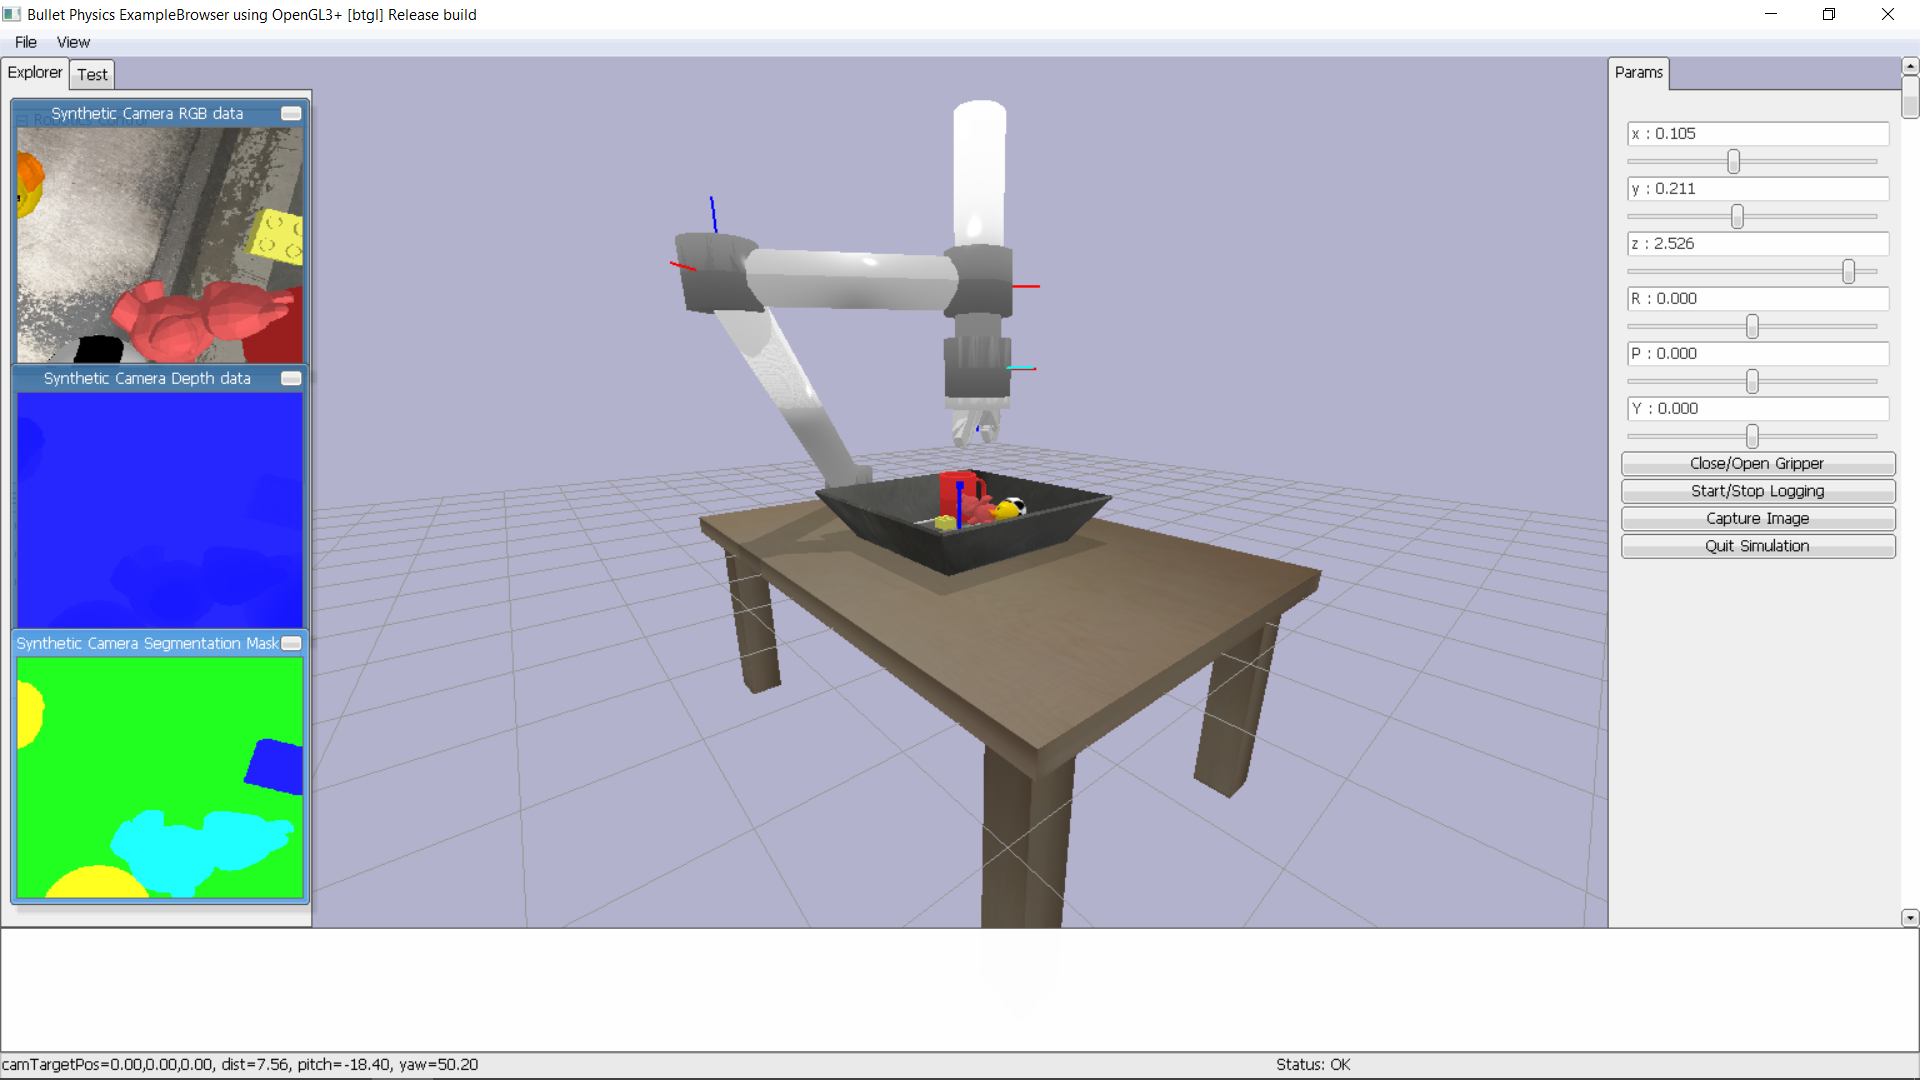 Bullet Physics ExampleBrowser using OpenGL3+ [btgl] Release build
File View
Explorer Test
Synthetic Camera RGB data
Synthetic Camera Depth data
Synthetic Camera Segmentation Mask
Params
x : 0.105
y : 0.211
z : 2.526
R : 0.000
P : 0.000
Y : 0.000
Close/Open Gripper
Start/Stop Logging
Capture Image
Quit Simulation
camTargetPos=0.00,0.00,0.00, dist=7.56, pitch=-18.40, yaw=50.20
Status: OK